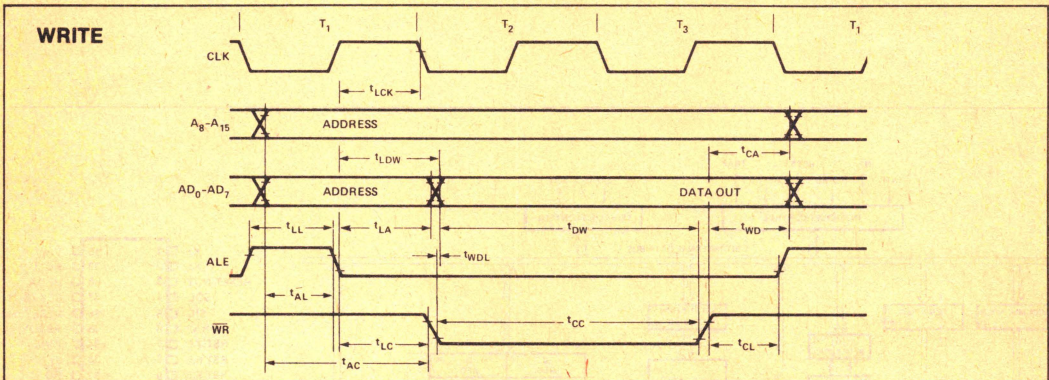 WRITE
T1 T2 T3 T1
CLK
tLCK
A8-A15 ADDRESS
tLDW tCA
AD0-AD7 ADDRESS DATA OUT
tLL tLA tDW tWD
ALE tWDL
tAL
WR tCC
tLC tCL
tAC